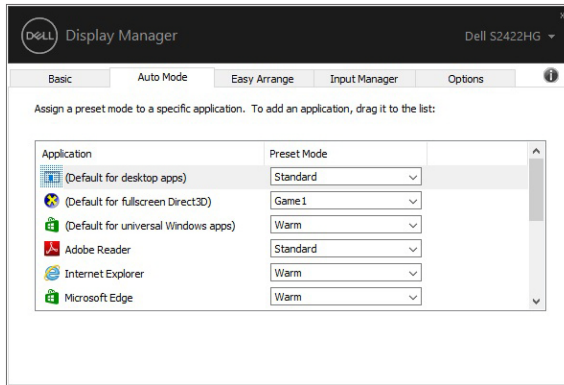 DELL Display Manager
Dell S2422HG
Basic Auto Mode Easy Arrange Input Manager Options
Assign a preset mode to a specific application. To add an application, drag it to the list:
Application Preset Mode
(Default for desktop apps) Standard
(Default for fullscreen Direct3D) Game1
(Default for universal Windows apps) Warm
Adobe Reader Standard
Internet Explorer Warm
Microsoft Edge Warm